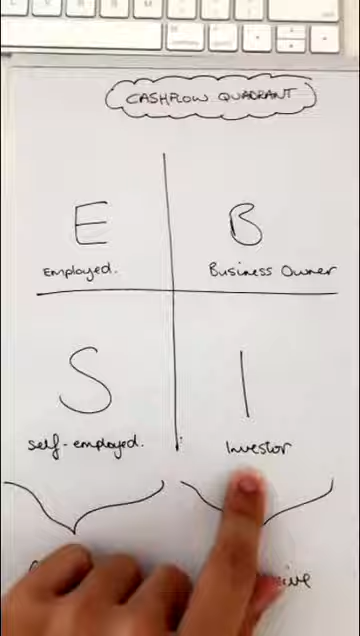 CASHFLOW QUADRANT
E
B
Employed.
Business Owner
S
I
self-employed.
Investor